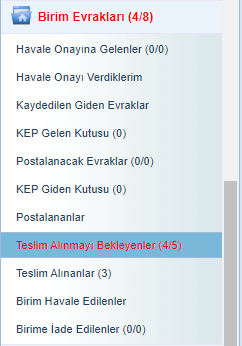 Birim Evrakları (4/8)
Havale Onayına Gelenler (0/0)
Havale Onayı Verdiklerim
Kaydedilen Giden Evraklar
KEP Gelen Kutusu (0)
Postalanacak Evraklar (0/0)
KEP Giden Kutusu (0)
Postalananlar
Teslim Alınmayı Bekleyenler (4/5)
Teslim Alınanlar (3)
Birim Havale Edilenler
Birime İade Edilenler (0/0)